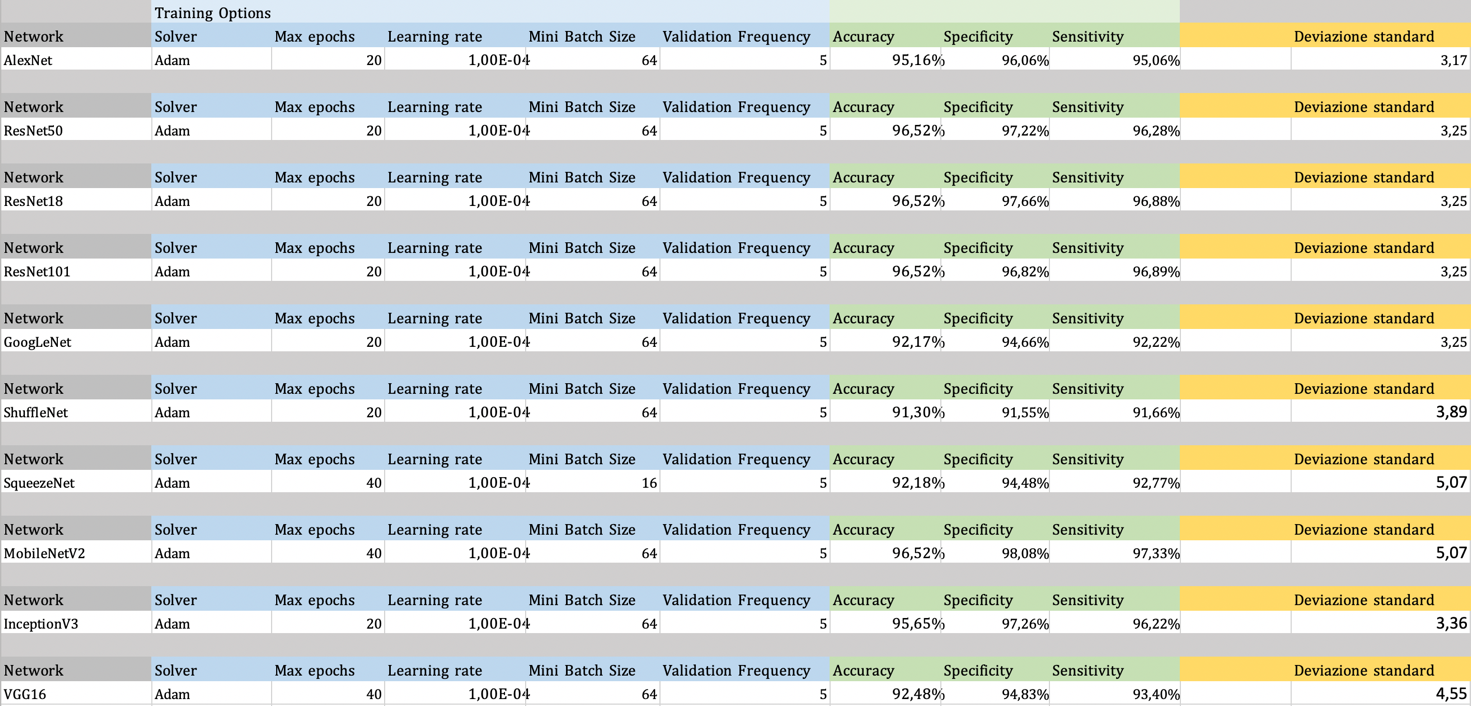 Training Options
Network Solver Max epochs Learning rate Mini Batch Size Validation Frequency Accuracy Specificity Sensitivity Deviazione standard
AlexNet Adam 20 1,00E-04 64 5 95,16% 96,06% 95,06% 3,17
Network Solver Max epochs Learning rate Mini Batch Size Validation Frequency Accuracy Specificity Sensitivity Deviazione standard
ResNet50 Adam 20 1,00E-04 64 5 96,52% 97,22% 96,28% 3,25
Network Solver Max epochs Learning rate Mini Batch Size Validation Frequency Accuracy Specificity Sensitivity Deviazione standard
ResNet18 Adam 20 1,00E-04 64 5 96,52% 97,66% 96,88% 3,25
Network Solver Max epochs Learning rate Mini Batch Size Validation Frequency Accuracy Specificity Sensitivity Deviazione standard
ResNet101 Adam 20 1,00E-04 64 5 96,52% 96,82% 96,89% 3,25
Network Solver Max epochs Learning rate Mini Batch Size Validation Frequency Accuracy Specificity Sensitivity Deviazione standard
GoogLeNet Adam 20 1,00E-04 64 5 92,17% 94,66% 92,22% 3,25
Network Solver Max epochs Learning rate Mini Batch Size Validation Frequency Accuracy Specificity Sensitivity Deviazione standard
ShuffleNet Adam 20 1,00E-04 64 5 91,30% 91,55% 91,66% 3,89
Network Solver Max epochs Learning rate Mini Batch Size Validation Frequency Accuracy Specificity Sensitivity Deviazione standard
SqueezeNet Adam 40 1,00E-04 16 5 92,18% 94,48% 92,77% 5,07
Network Solver Max epochs Learning rate Mini Batch Size Validation Frequency Accuracy Specificity Sensitivity Deviazione standard
MobileNetV2 Adam 40 1,00E-04 64 5 96,52% 98,08% 97,33% 5,07
Network Solver Max epochs Learning rate Mini Batch Size Validation Frequency Accuracy Specificity Sensitivity Deviazione standard
InceptionV3 Adam 20 1,00E-04 64 5 95,65% 97,26% 96,22% 3,36
Network Solver Max epochs Learning rate Mini Batch Size Validation Frequency Accuracy Specificity Sensitivity Deviazione standard
VGG16 Adam 40 1,00E-04 64 5 92,48% 94,83% 93,40% 4,55